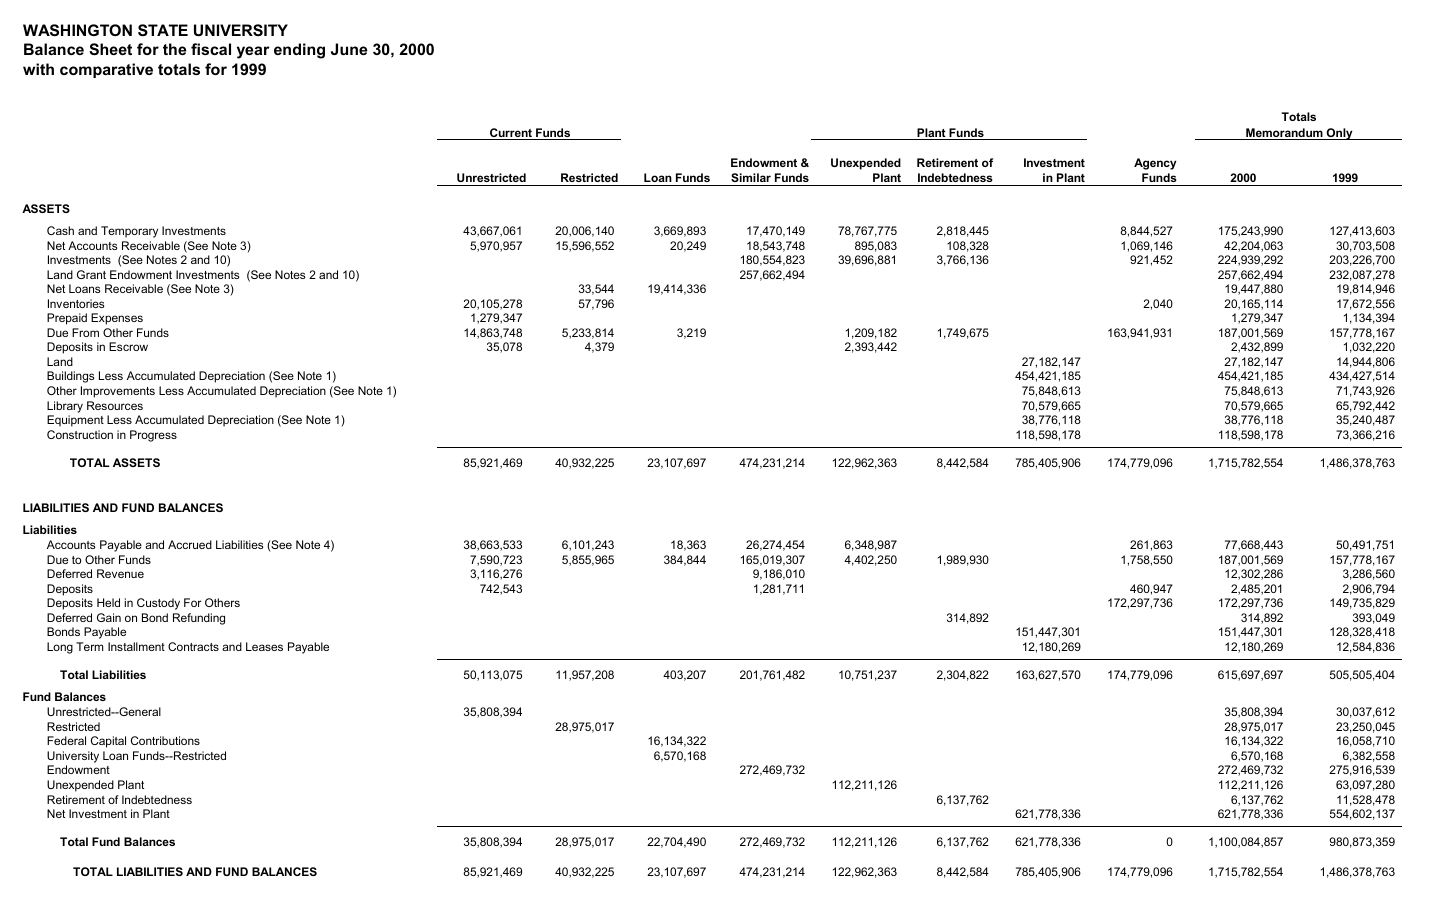 WASHINGTON STATE UNIVERSITY
Balance Sheet for the fiscal year ending June 30, 2000
with comparative totals for 1999
Totals
Current Funds Plant Funds Memorandum Only
Endowment & Unexpended Retirement of Investment Agency
Unrestricted Restricted Loan Funds Similar Funds Plant Indebtedness in Plant Funds 2000 1999
ASSETS
Cash and Temporary Investments 43,667,061 20,006,140 3,669,893 17,470,149 78,767,775 2,818,445 8,844,527 175,243,990 127,413,603
Net Accounts Receivable (See Note 3) 5,970,957 15,596,552 20,249 18,543,748 895,083 108,328 1,069,146 42,204,063 30,703,508
Investments (See Notes 2 and 10) 180,554,823 39,696,881 3,766,136 921,452 224,939,292 203,226,700
Land Grant Endowment Investments (See Notes 2 and 10) 257,662,494 257,662,494 232,087,278
Net Loans Receivable (See Note 3) 33,544 19,414,336 19,447,880 19,814,946
Inventories 20,105,278 57,796 2,040 20,165,114 17,672,556
Prepaid Expenses 1,279,347 1,279,347 1,134,394
Due From Other Funds 14,863,748 5,233,814 3,219 1,209,182 1,749,675 163,941,931 187,001,569 157,778,167
Deposits in Escrow 35,078 4,379 2,393,442 2,432,899 1,032,220
Land 27,182,147 27,182,147 14,944,806
Buildings Less Accumulated Depreciation (See Note 1) 454,421,185 454,421,185 434,427,514
Other Improvements Less Accumulated Depreciation (See Note 1) 75,848,613 75,848,613 71,743,926
Library Resources 70,579,665 70,579,665 65,792,442
Equipment Less Accumulated Depreciation (See Note 1) 38,776,118 38,776,118 35,240,487
Construction in Progress 118,598,178 118,598,178 73,366,216
TOTAL ASSETS 85,921,469 40,932,225 23,107,697 474,231,214 122,962,363 8,442,584 785,405,906 174,779,096 1,715,782,554 1,486,378,763
LIABILITIES AND FUND BALANCES
Liabilities
Accounts Payable and Accrued Liabilities (See Note 4) 38,663,533 6,101,243 18,363 26,274,454 6,348,987 261,863 77,668,443 50,491,751
Due to Other Funds 7,590,723 5,855,965 384,844 165,019,307 4,402,250 1,989,930 1,758,550 187,001,569 157,778,167
Deferred Revenue 3,116,276 9,186,010 12,302,286 3,286,560
Deposits 742,543 1,281,711 460,947 2,485,201 2,906,794
Deposits Held in Custody For Others 172,297,736 172,297,736 149,735,829
Deferred Gain on Bond Refunding 314,892 314,892 393,049
Bonds Payable 151,447,301 151,447,301 128,328,418
Long Term Installment Contracts and Leases Payable 12,180,269 12,180,269 12,584,836
Total Liabilities 50,113,075 11,957,208 403,207 201,761,482 10,751,237 2,304,822 163,627,570 174,779,096 615,697,697 505,505,404
Fund Balances
Unrestricted--General 35,808,394 35,808,394 30,037,612
Restricted 28,975,017 28,975,017 23,250,045
Federal Capital Contributions 16,134,322 16,134,322 16,058,710
University Loan Funds--Restricted 6,570,168 6,570,168 6,382,558
Endowment 272,469,732 272,469,732 275,916,539
Unexpended Plant 112,211,126 112,211,126 63,097,280
Retirement of Indebtedness 6,137,762 6,137,762 11,528,478
Net Investment in Plant 621,778,336 621,778,336 554,602,137
Total Fund Balances 35,808,394 28,975,017 22,704,490 272,469,732 112,211,126 6,137,762 621,778,336 0 1,100,084,857 980,873,359
TOTAL LIABILITIES AND FUND BALANCES 85,921,469 40,932,225 23,107,697 474,231,214 122,962,363 8,442,584 785,405,906 174,779,096 1,715,782,554 1,486,378,763